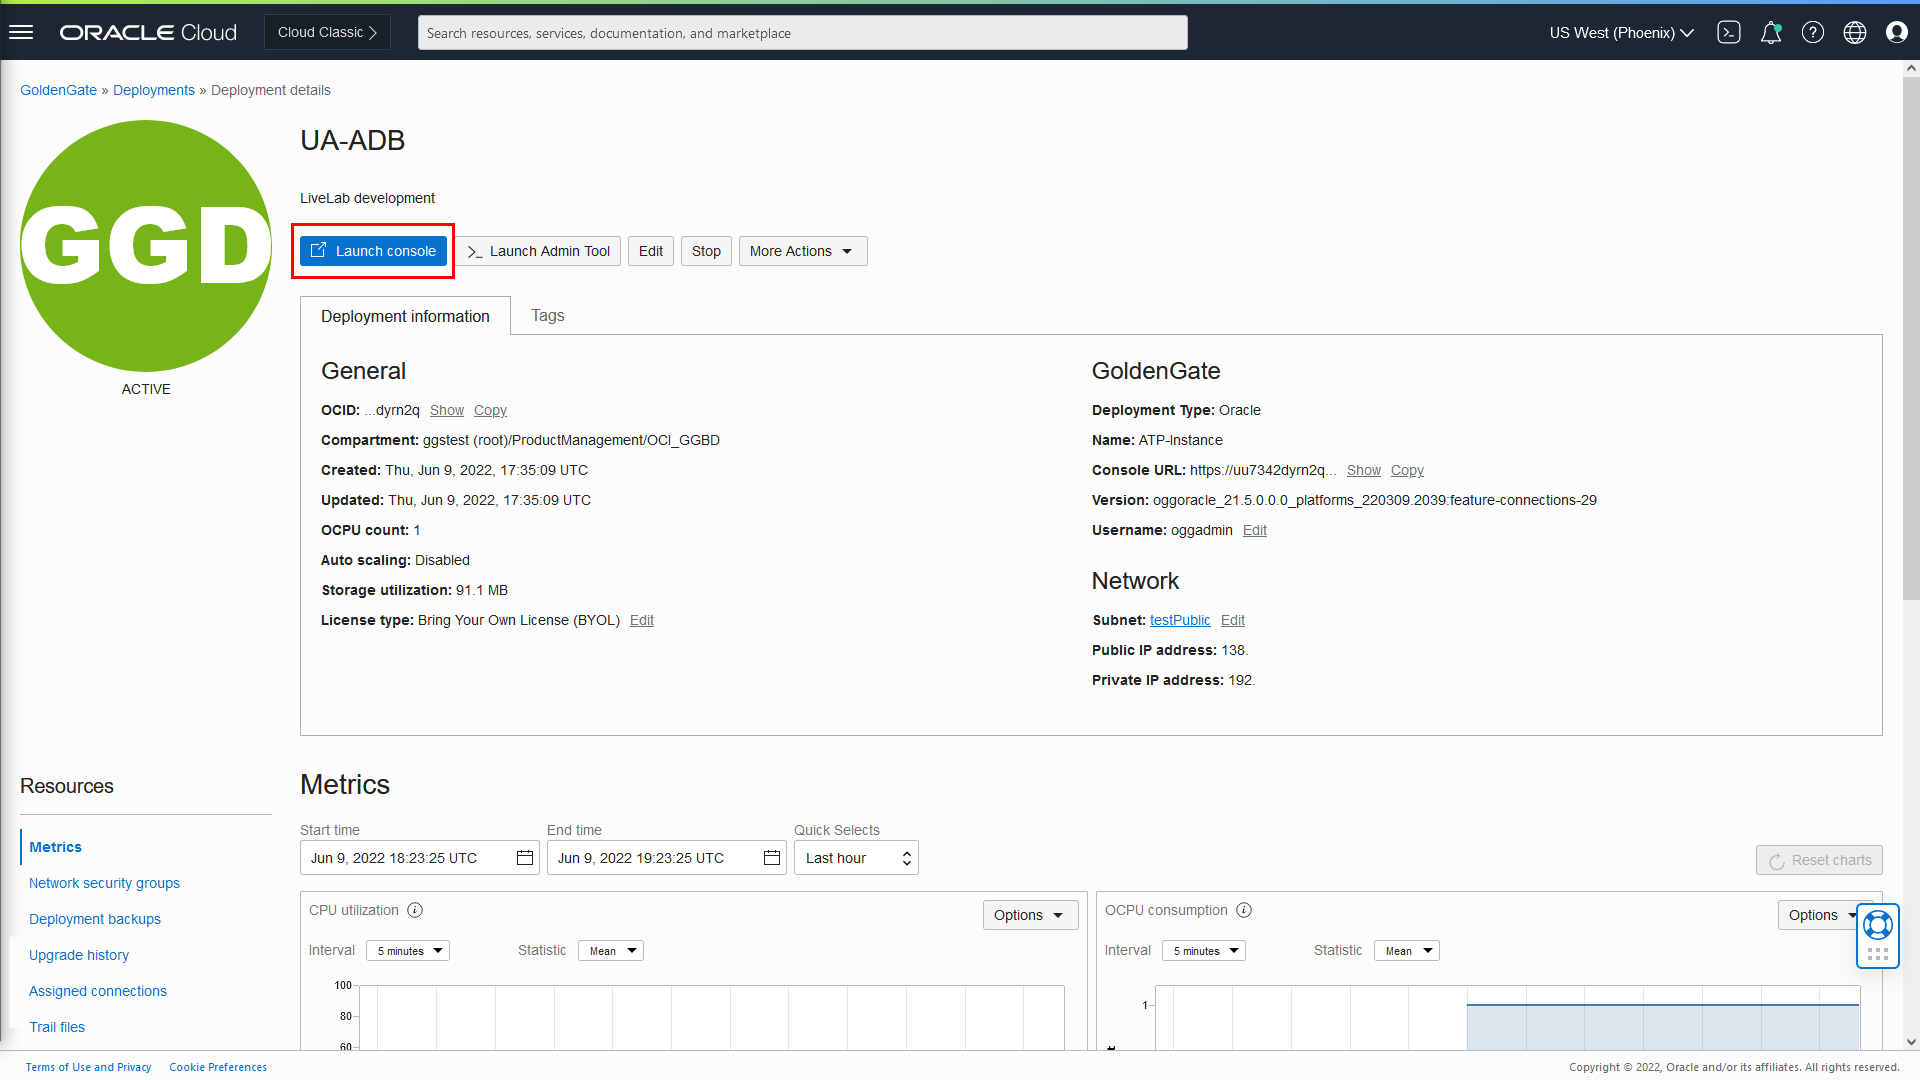 ORACLE Cloud
Cloud Classic
Search resources, services, documentation, and marketplace
US West (Phoenix)
GoldenGate » Deployments » Deployment details
GGD
ACTIVE
UA-ADB
LiveLab development
Launch console
Launch Admin Tool
Edit
Stop
More Actions
Deployment information
Tags
General
OCID: ...dyrn2q Show Copy
Compartment: ggstest (root)/ProductManagement/OCI_GGBD
Created: Thu, Jun 9, 2022, 17:35:09 UTC
Updated: Thu, Jun 9, 2022, 17:35:09 UTC
OCPU count: 1
Auto scaling: Disabled
Storage utilization: 91.1 MB
License type: Bring Your Own License (BYOL) Edit
GoldenGate
Deployment Type: Oracle
Name: ATP-Instance
Console URL: https://uu7342dyrn2q... Show Copy
Version: oggoracle_21.5.0.0.0_platforms_220309.2039:feature-connections-29
Username: oggadmin Edit
Network
Subnet: testPublic Edit
Public IP address: 138.
Private IP address: 192.
Resources
Metrics
Network security groups
Deployment backups
Upgrade history
Assigned connections
Trail files
Metrics
Start time
Jun 9, 2022 18:23:25 UTC
End time
Jun 9, 2022 19:23:25 UTC
Quick Selects
Last hour
Reset charts
CPU utilization
Options
Interval 5 minutes
Statistic Mean
100
80
60
OCPU consumption
Options
Interval 5 minutes
Statistic Mean
1
Terms of Use and Privacy
Cookie Preferences
Copyright © 2022, Oracle and/or its affiliates. All rights reserved.